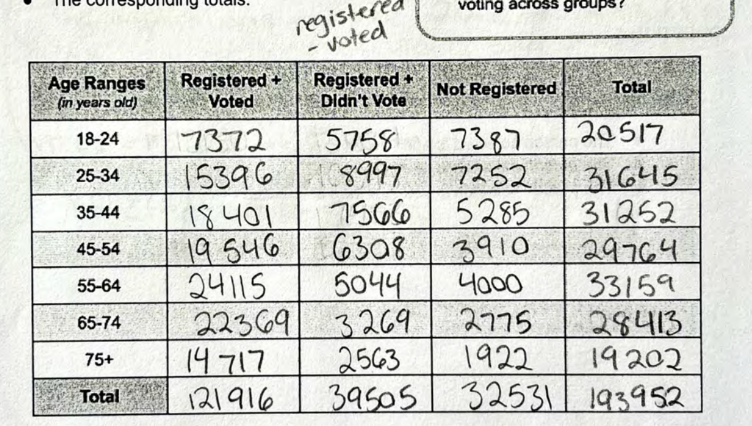 The corresponding totals.
registered
- voted
voting across groups?
Age Ranges (in years old) Registered + Voted Registered + Didn't Vote Not Registered Total
18-24 7372 5758 7387 20517
25-34 15396 8997 7252 31645
35-44 18401 7566 5285 31252
45-54 19546 6308 3910 29764
55-64 24115 5044 4000 33159
65-74 22369 3269 2775 28413
75+ 14717 2563 1922 19202
Total 121916 39505 32531 193952